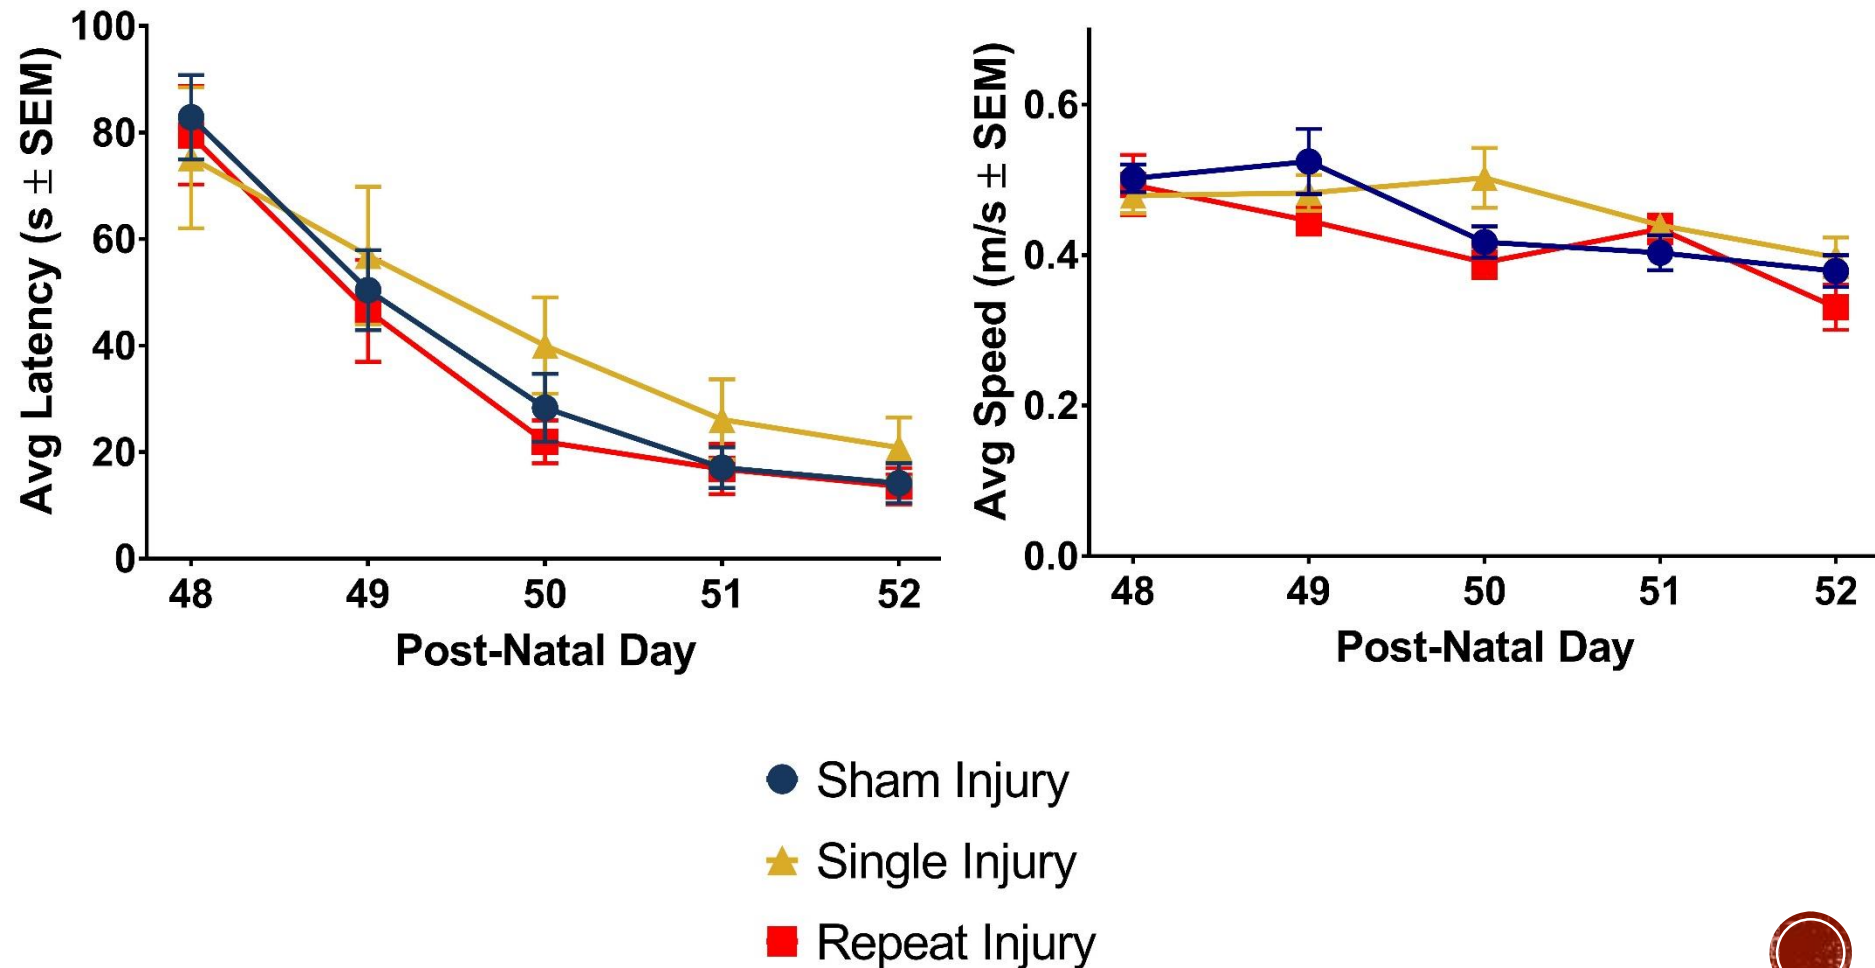 Avg Latency (s ± SEM)
100
80
60
40
20
0
48 49 50 51 52
Post-Natal Day
Avg Speed (m/s ± SEM)
0.6
0.4
0.2
0.0
48 49 50 51 52
Post-Natal Day
Sham Injury
Single Injury
Repeat Injury